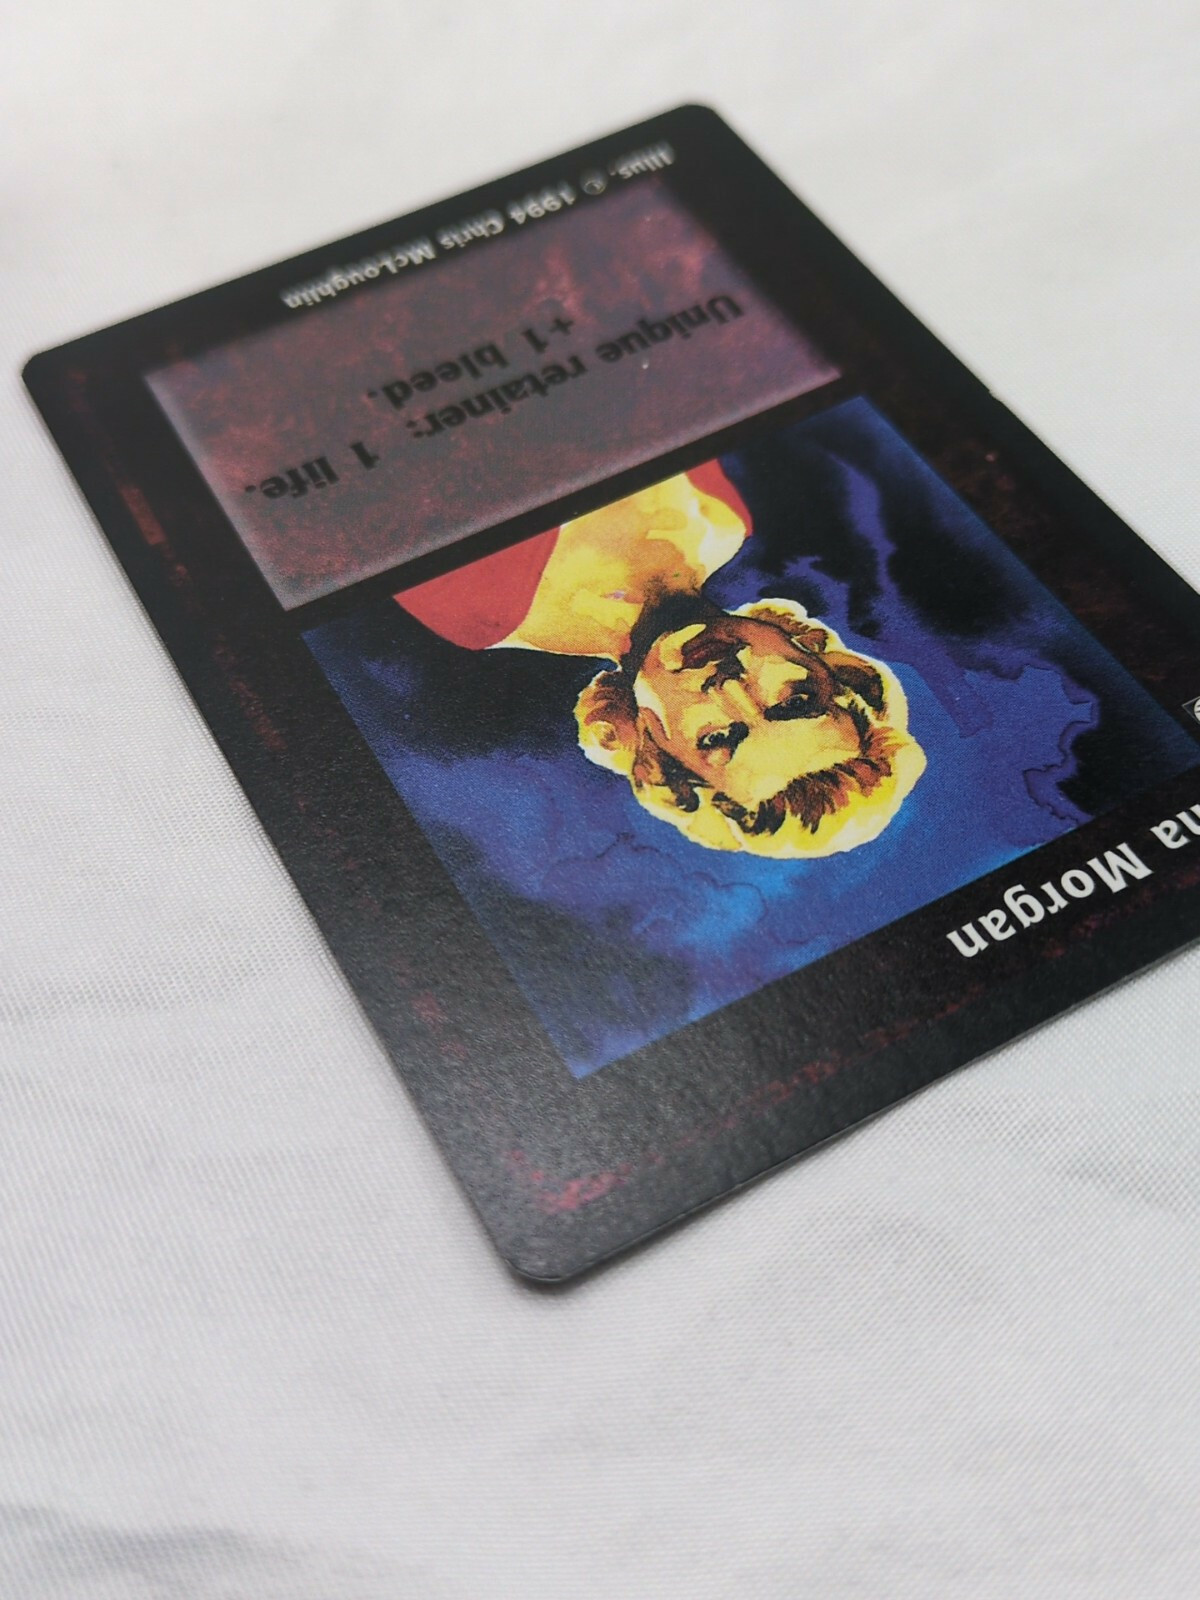 na Morgan
Unique retainer: 1 life.
+1 bleed.
Illus. © 1994 Chris McLoughlin